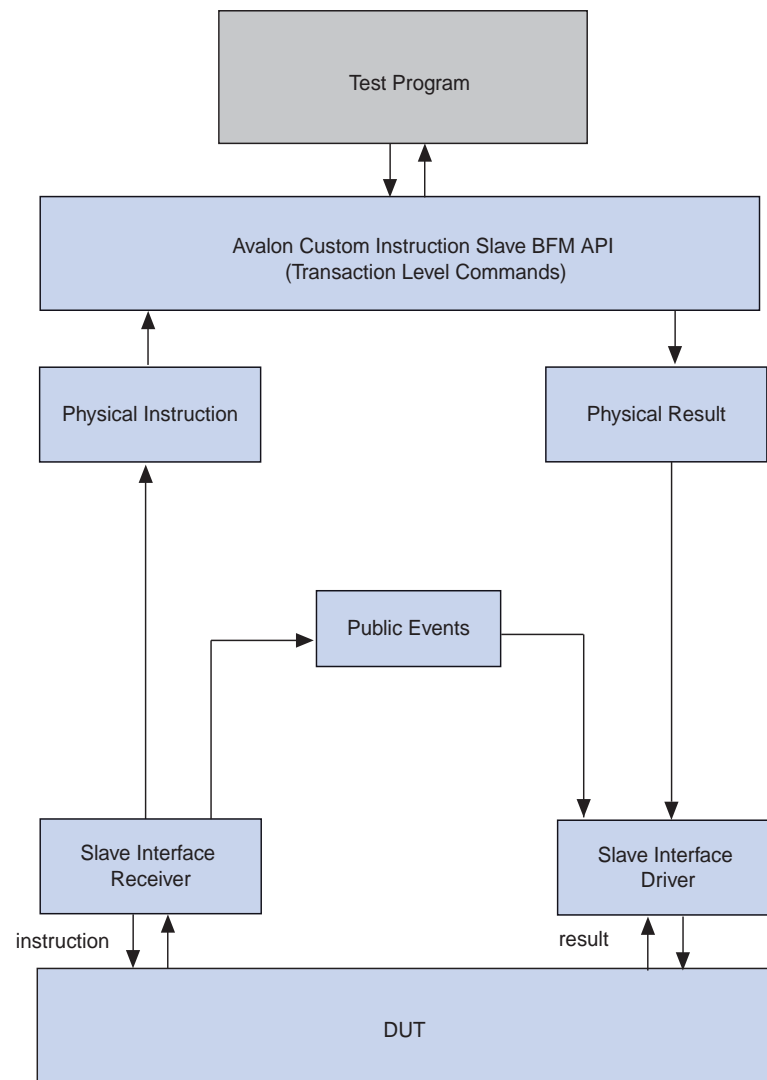 Test Program
Avalon Custom Instruction Slave BFM API
(Transaction Level Commands)
Physical Instruction
Physical Result
Public Events
Slave Interface
Receiver
Slave Interface
Driver
instruction
result
DUT